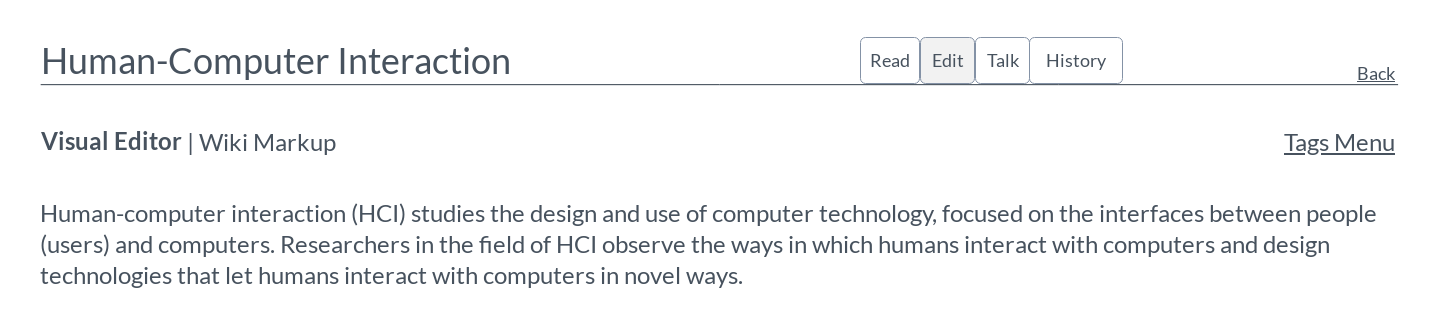 Human-Computer Interaction
Read Edit Talk History
Back
Visual Editor | Wiki Markup
Tags Menu
Human-computer interaction (HCI) studies the design and use of computer technology, focused on the interfaces between people
(users) and computers. Researchers in the field of HCI observe the ways in which humans interact with computers and design
technologies that let humans interact with computers in novel ways.